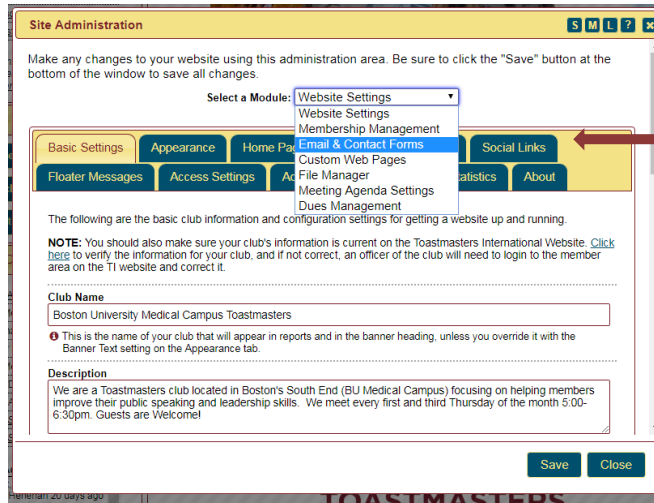 Site Administration
S M L ? x
Make any changes to your website using this administration area. Be sure to click the "Save" button at the
bottom of the window to save all changes.
Select a Module: Website Settings
Website Settings
Membership Management
Email & Contact Forms
Custom Web Pages
File Manager
Meeting Agenda Settings
Dues Management
Basic Settings Appearance Home Pag Social Links
Floater Messages Access Settings Ad tatistics About
The following are the basic club information and configuration settings for getting a website up and running.
NOTE: You should also make sure your club's information is current on the Toastmasters International Website. Click
here to verify the information for your club, and if not correct, an officer of the club will need to login to the member
area on the TI website and correct it.
Club Name
Boston University Medical Campus Toastmasters
This is the name of your club that will appear in reports and in the banner heading, unless you override it with the
Banner Text setting on the Appearance tab.
Description
We are a Toastmasters club located in Boston's South End (BU Medical Campus) focusing on helping members
improve their public speaking and leadership skills. We meet every first and third Thursday of the month 5:00-
6:30pm. Guests are Welcome!
Save Close
20 days ago
TOASTMASTERS